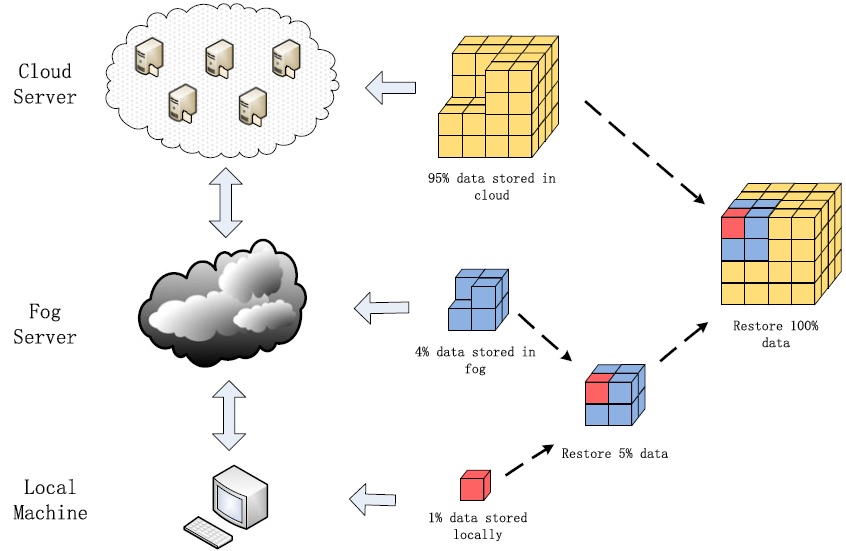 Cloud
Server
95% data stored in
cloud
Fog
Server
4% data stored in
fog
Restore 100%
data
Restore 5% data
Local
Machine
1% data stored
locally